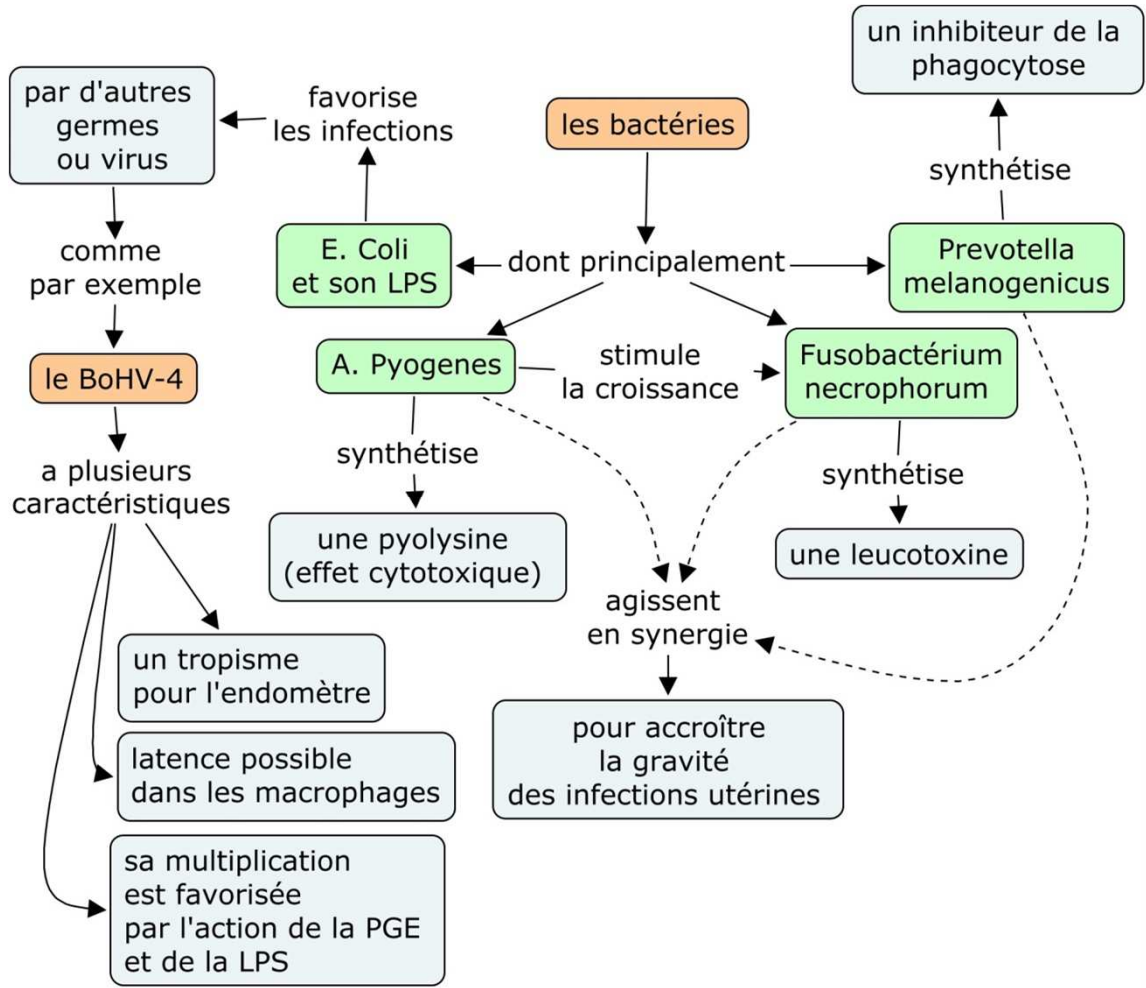 un inhibiteur de la
phagocytose
par d'autres
germes
ou virus
favorise
les infections
les bactéries
synthétise
comme
par exemple
E. Coli
et son LPS
dont principalement
Prevotella
melanogenicus
le BoHV-4
A. Pyogenes
stimule
la croissance
Fusobactérium
necrophorum
a plusieurs
caractéristiques
synthétise
synthétise
une pyolysine
(effet cytotoxique)
une leucotoxine
agissent
en synergie
un tropisme
pour l'endomètre
latence possible
dans les macrophages
pour accroître
la gravité
des infections utérines
sa multiplication
est favorisée
par l'action de la PGE
et de la LPS